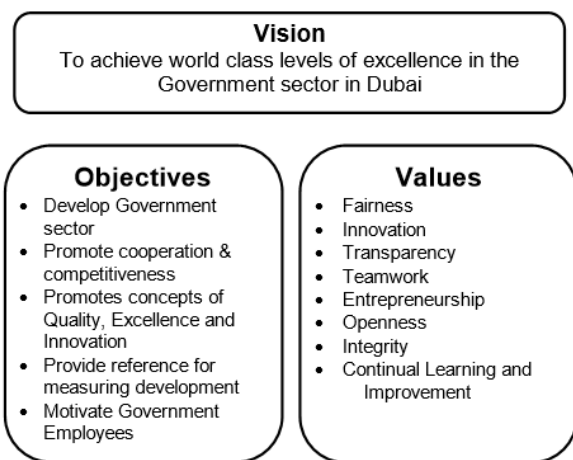 Vision
To achieve world class levels of excellence in the
Government sector in Dubai
Objectives
• Develop Government
sector
• Promote cooperation &
competitiveness
• Promotes concepts of
Quality, Excellence and
Innovation
• Provide reference for
measuring development
• Motivate Government
Employees
Values
• Fairness
• Innovation
• Transparency
• Teamwork
• Entrepreneurship
• Openness
• Integrity
• Continual Learning and
Improvement